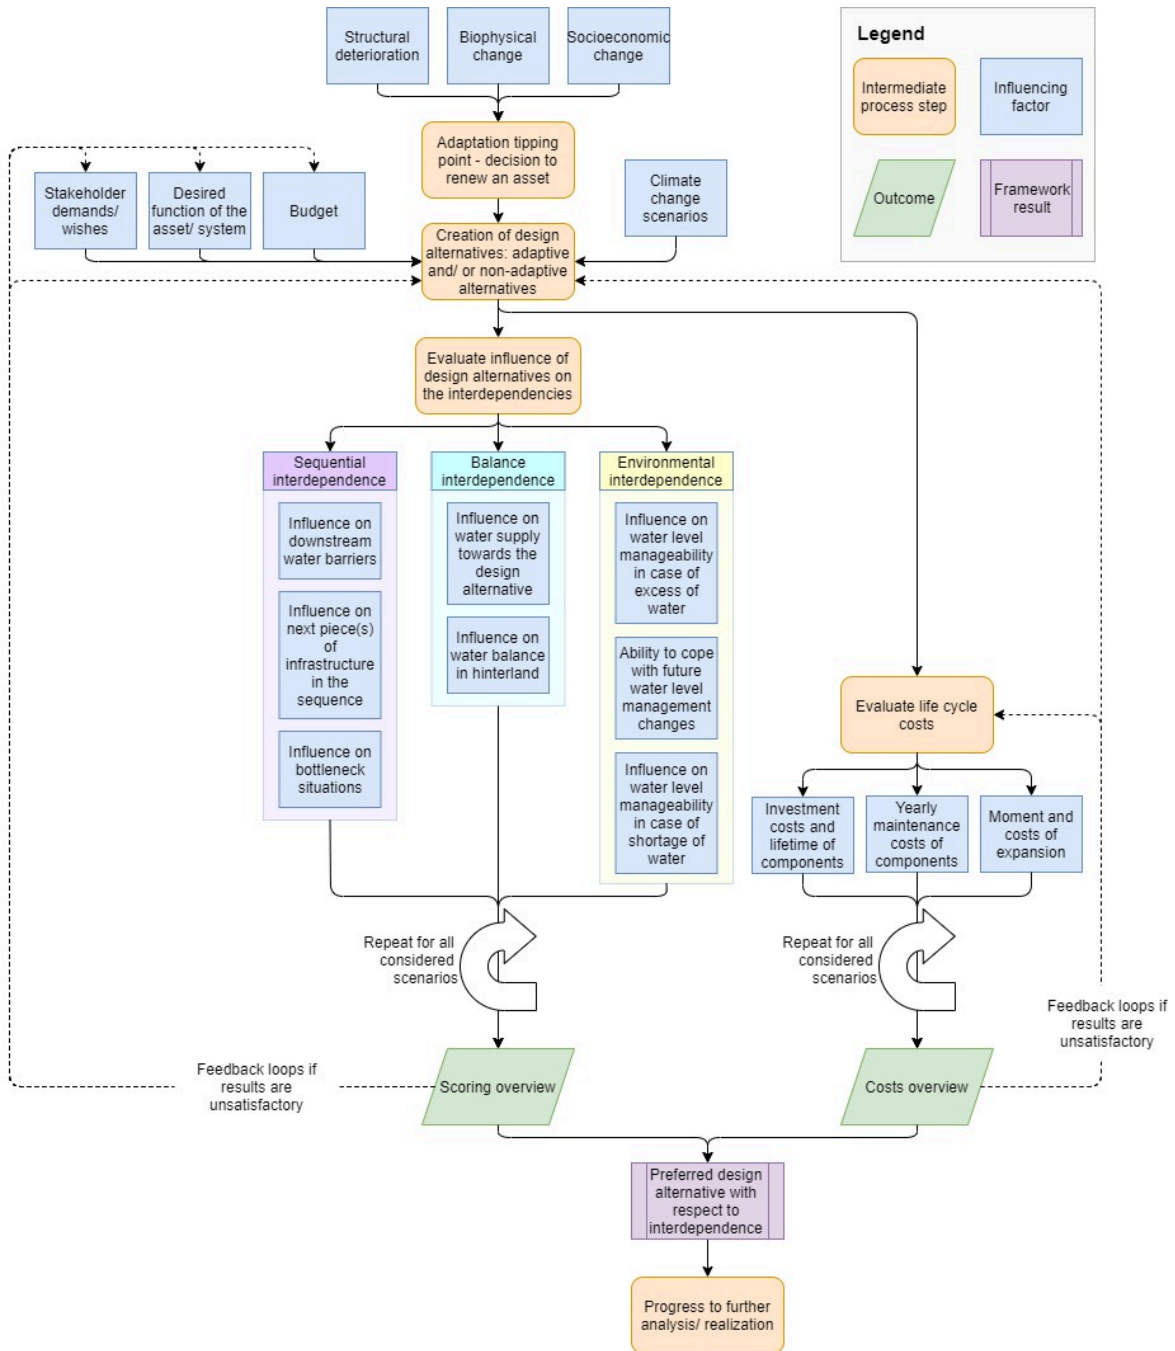 Structural
deterioration
Biophysical
change
Socioeconomic
change
Legend
Intermediate
process step
Influencing
factor
Outcome
Framework
result
Adaptation tipping
point - decision to
renew an asset
Stakeholder
demands/
wishes
Desired
function of the
asset/ system
Budget
Climate
change
scenarios
Creation of design
alternatives: adaptive
and/ or non-adaptive
alternatives
Evaluate influence of
design alternatives on
the interdependencies
Sequential
interdependence
Influence on
downstream
water barriers
Influence on
next piece(s)
of
infrastructure
in the
sequence
Influence on
bottleneck
situations
Balance
interdependence
Influence on
water supply
towards the
design
alternative
Influence on
water balance
in hinterland
Environmental
interdependence
Influence on
water level
manageability
in case of
excess of
water
Ability to cope
with future
water level
management
changes
Influence on
water level
manageability
in case of
shortage of
water
Evaluate life cycle
costs
Investment
costs and
lifetime of
components
Yearly
maintenance
costs of
components
Moment and
costs of
expansion
Repeat for all
considered
scenarios
Repeat for all
considered
scenarios
Feedback loops if
results are
unsatisfactory
Feedback loops if
results are
unsatisfactory
Scoring overview
Costs overview
Preferred design
alternative with
respect to
interdependence
Progress to further
analysis/ realization